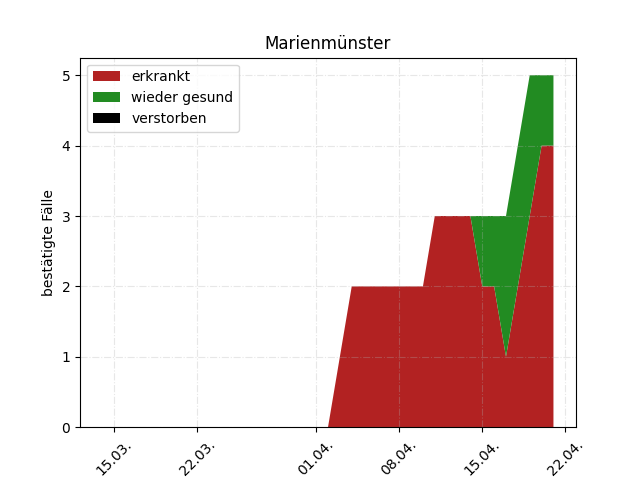 Marienmünster
erkrankt
wieder gesund
verstorben
bestätigte Fälle
5
4
3
2
1
0
15.03.
22.03.
01.04.
08.04.
15.04.
22.04.